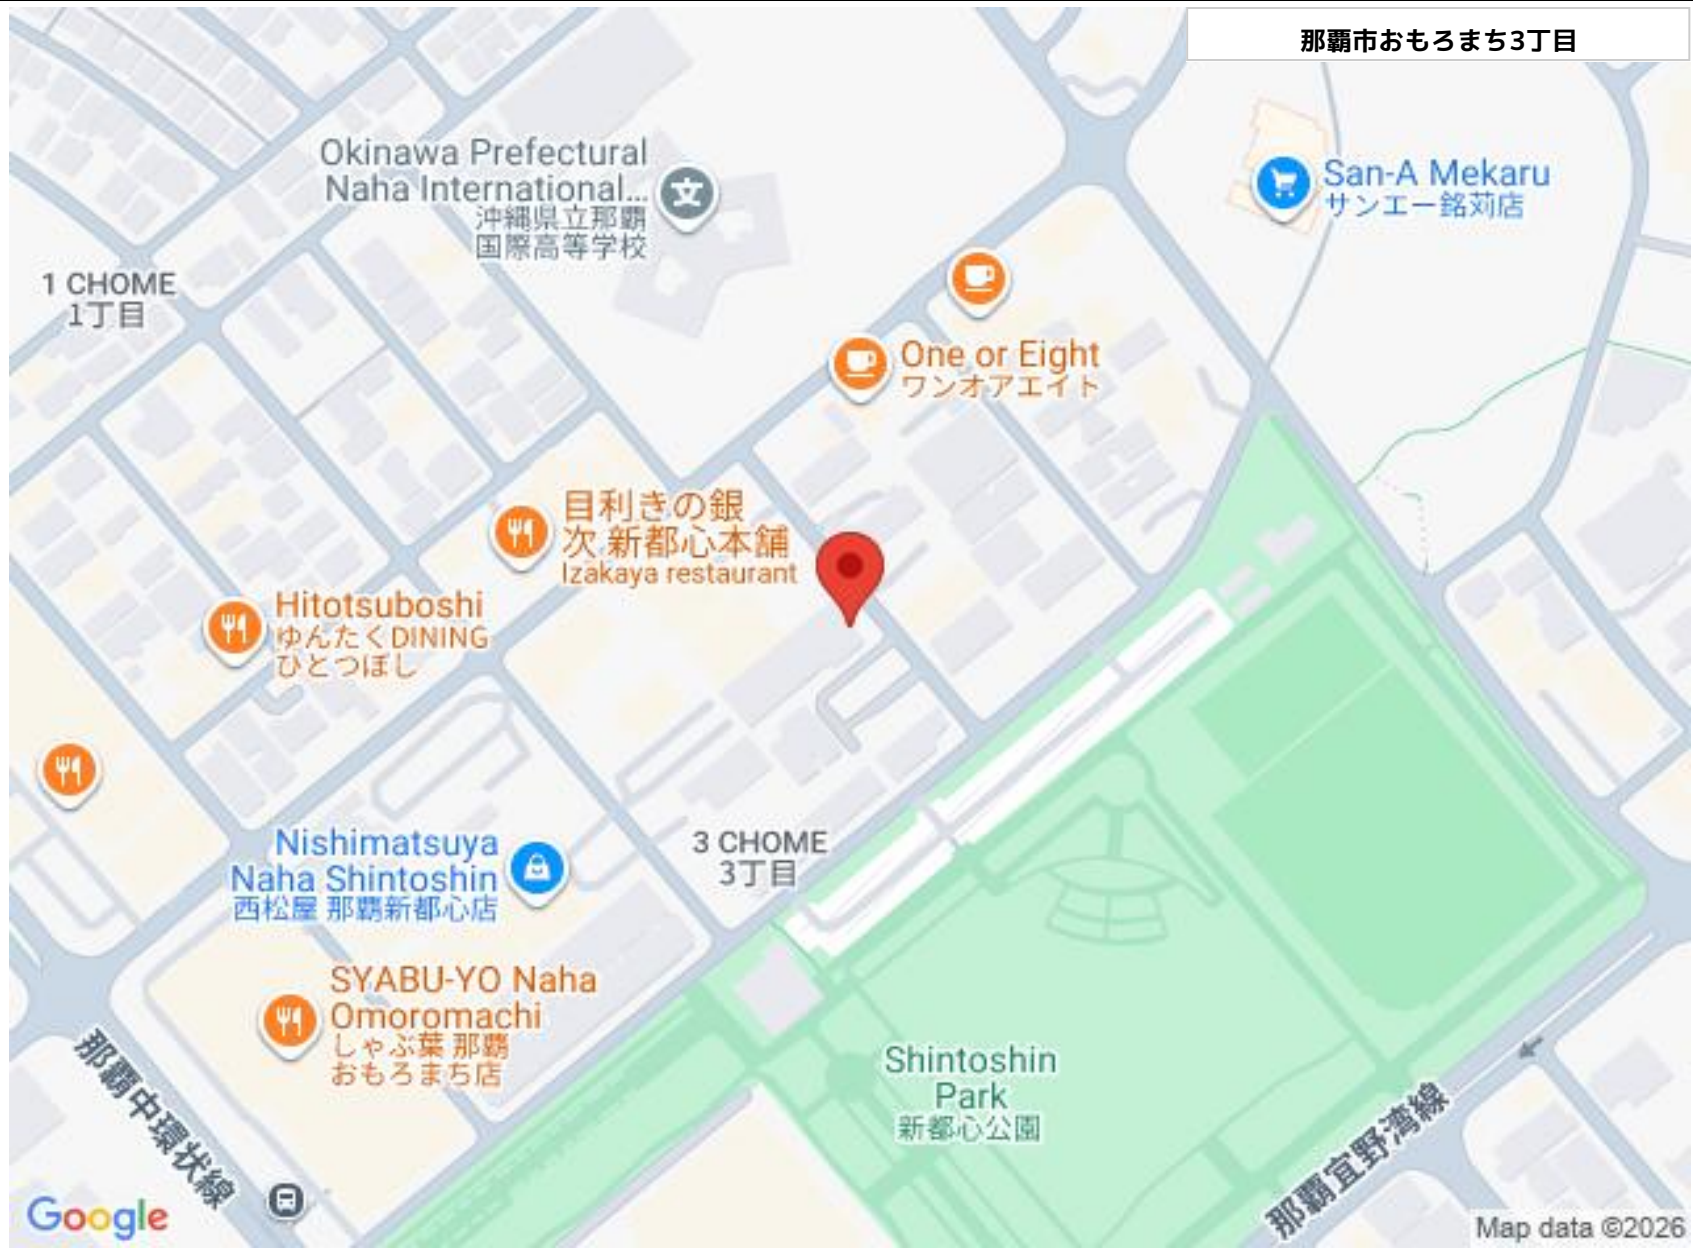 那覇市おもろまち3丁目
Okinawa Prefectural
Naha International...
沖縄県立那覇
国際高等学校
文
San-A Mekaru
サンエー銘苅店
1 CHOME
1丁目
One or Eight
ワンオアエイト
目利きの銀
次 新都心本舗
Izakaya restaurant
Hitotsuboshi
ゆんたくDINING
ひとつぼし
3 CHOME
3丁目
Nishimatsuya
Naha Shintoshin
西松屋 那覇新都心店
SYABU-YO Naha
Omoromachi
しゃぶ葉 那覇
おもろまち店
Shintoshin
Park
新都心公園
那覇中環状線
那覇宜野湾線
Google
Map data ©2026